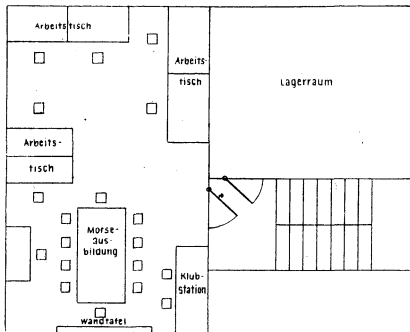 Arbeitstisch
Arbeits-
tisch
Lagerraum
Arbeits-
tisch
Morse-
aus-
bildung
Klub-
station
Wandtafel